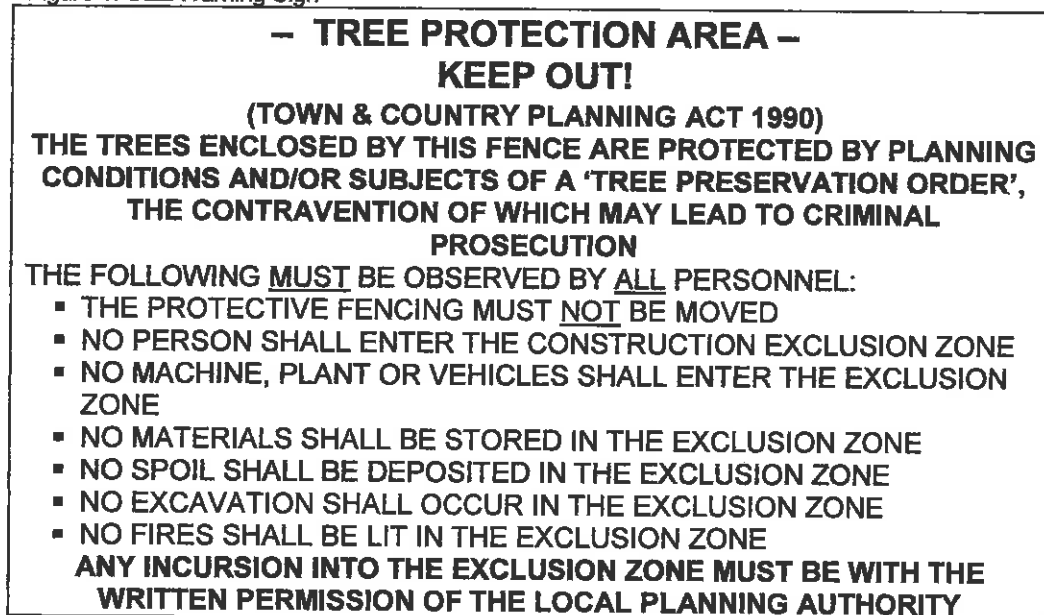 – TREE PROTECTION AREA –
KEEP OUT!
(TOWN & COUNTRY PLANNING ACT 1990)
THE TREES ENCLOSED BY THIS FENCE ARE PROTECTED BY PLANNING
CONDITIONS AND/OR SUBJECTS OF A ‘TREE PRESERVATION ORDER’,
THE CONTRAVENTION OF WHICH MAY LEAD TO CRIMINAL
PROSECUTION
THE FOLLOWING MUST BE OBSERVED BY ALL PERSONNEL:
▪ THE PROTECTIVE FENCING MUST NOT BE MOVED
▪ NO PERSON SHALL ENTER THE CONSTRUCTION EXCLUSION ZONE
▪ NO MACHINE, PLANT OR VEHICLES SHALL ENTER THE EXCLUSION
ZONE
▪ NO MATERIALS SHALL BE STORED IN THE EXCLUSION ZONE
▪ NO SPOIL SHALL BE DEPOSITED IN THE EXCLUSION ZONE
▪ NO EXCAVATION SHALL OCCUR IN THE EXCLUSION ZONE
▪ NO FIRES SHALL BE LIT IN THE EXCLUSION ZONE
ANY INCURSION INTO THE EXCLUSION ZONE MUST BE WITH THE
WRITTEN PERMISSION OF THE LOCAL PLANNING AUTHORITY